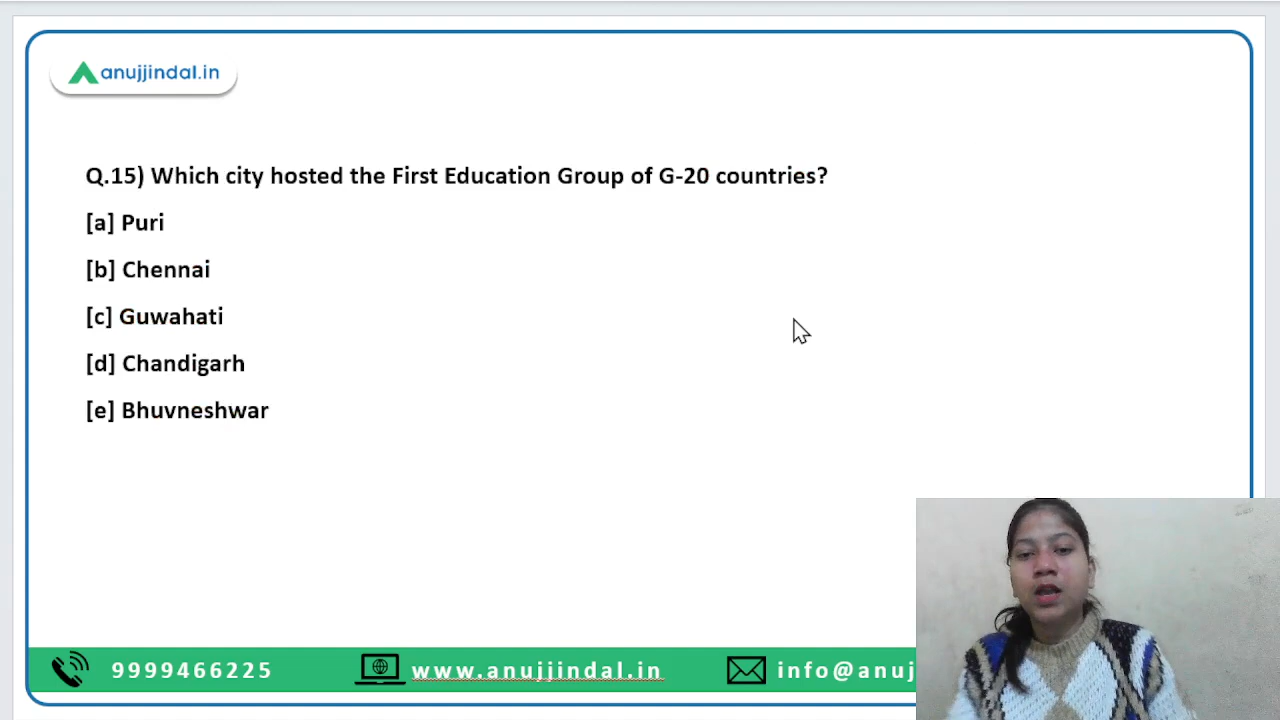 anujjindal.in
Q.15) Which city hosted the First Education Group of G-20 countries?
[a] Puri
[b] Chennai
[c] Guwahati
[d] Chandigarh
[e] Bhuvneshwar
9999466225 www.anujjindal.in info@anuj